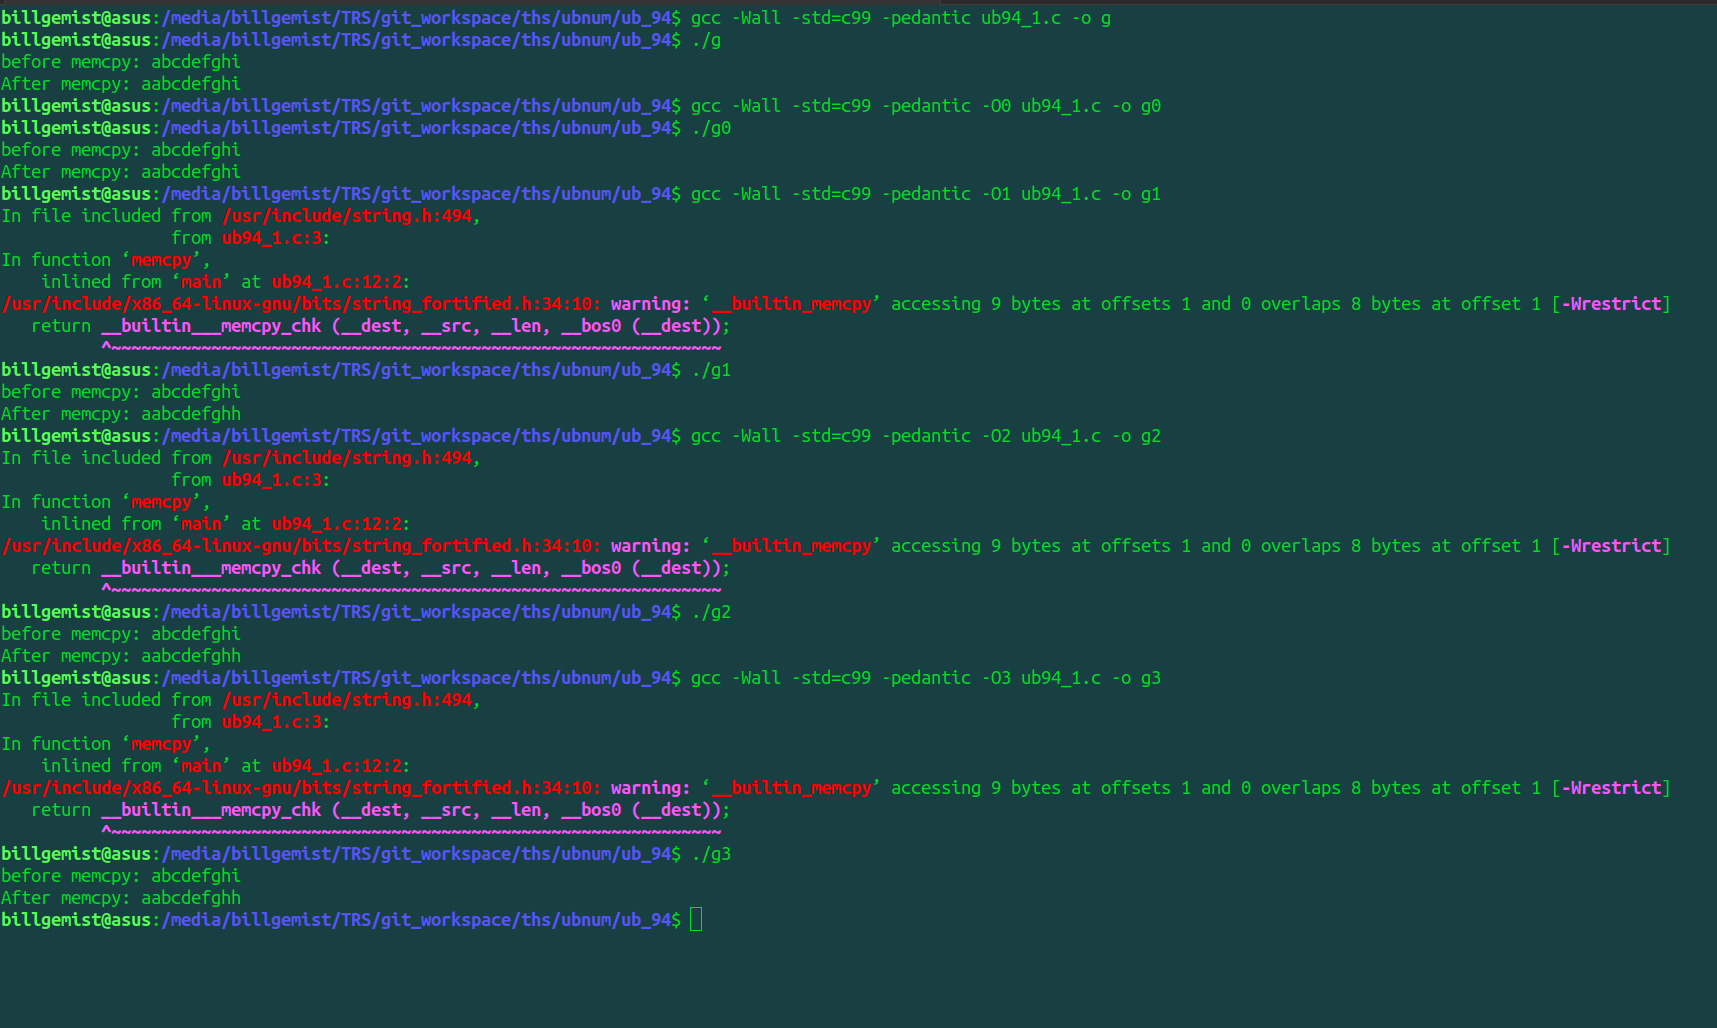 billgemist@asus:/media/billgemist/TRS/git_workspace/ths/ubnum/ub_94$ gcc -Wall -std=c99 -pedantic ub94_1.c -o g
billgemist@asus:/media/billgemist/TRS/git_workspace/ths/ubnum/ub_94$ ./g
before memcpy: abcdefghi
After memcpy: aabcdefghi
billgemist@asus:/media/billgemist/TRS/git_workspace/ths/ubnum/ub_94$ gcc -Wall -std=c99 -pedantic -O0 ub94_1.c -o g0
billgemist@asus:/media/billgemist/TRS/git_workspace/ths/ubnum/ub_94$ ./g0
before memcpy: abcdefghi
After memcpy: aabcdefghi
billgemist@asus:/media/billgemist/TRS/git_workspace/ths/ubnum/ub_94$ gcc -Wall -std=c99 -pedantic -O1 ub94_1.c -o g1
In file included from /usr/include/string.h:494,
                 from ub94_1.c:3:
In function ‘memcpy’,
    inlined from ‘main’ at ub94_1.c:12:2:
/usr/include/x86_64-linux-gnu/bits/string_fortified.h:34:10: warning: ‘__builtin_memcpy’ accessing 9 bytes at offsets 1 and 0 overlaps 8 bytes at offset 1 [-Wrestrict]
   return __builtin___memcpy_chk (__dest, __src, __len, __bos0 (__dest));
          ^~~~~~~~~~~~~~~~~~~~~~~~~~~~~~~~~~~~~~~~~~~~~~~~~~~~~~~~~~~~~~
billgemist@asus:/media/billgemist/TRS/git_workspace/ths/ubnum/ub_94$ ./g1
before memcpy: abcdefghi
After memcpy: aabcdefghh
billgemist@asus:/media/billgemist/TRS/git_workspace/ths/ubnum/ub_94$ gcc -Wall -std=c99 -pedantic -O2 ub94_1.c -o g2
In file included from /usr/include/string.h:494,
                 from ub94_1.c:3:
In function ‘memcpy’,
    inlined from ‘main’ at ub94_1.c:12:2:
/usr/include/x86_64-linux-gnu/bits/string_fortified.h:34:10: warning: ‘__builtin_memcpy’ accessing 9 bytes at offsets 1 and 0 overlaps 8 bytes at offset 1 [-Wrestrict]
   return __builtin___memcpy_chk (__dest, __src, __len, __bos0 (__dest));
          ^~~~~~~~~~~~~~~~~~~~~~~~~~~~~~~~~~~~~~~~~~~~~~~~~~~~~~~~~~~~~~
billgemist@asus:/media/billgemist/TRS/git_workspace/ths/ubnum/ub_94$ ./g2
before memcpy: abcdefghi
After memcpy: aabcdefghh
billgemist@asus:/media/billgemist/TRS/git_workspace/ths/ubnum/ub_94$ gcc -Wall -std=c99 -pedantic -O3 ub94_1.c -o g3
In file included from /usr/include/string.h:494,
                 from ub94_1.c:3:
In function ‘memcpy’,
    inlined from ‘main’ at ub94_1.c:12:2:
/usr/include/x86_64-linux-gnu/bits/string_fortified.h:34:10: warning: ‘__builtin_memcpy’ accessing 9 bytes at offsets 1 and 0 overlaps 8 bytes at offset 1 [-Wrestrict]
   return __builtin___memcpy_chk (__dest, __src, __len, __bos0 (__dest));
          ^~~~~~~~~~~~~~~~~~~~~~~~~~~~~~~~~~~~~~~~~~~~~~~~~~~~~~~~~~~~~~
billgemist@asus:/media/billgemist/TRS/git_workspace/ths/ubnum/ub_94$ ./g3
before memcpy: abcdefghi
After memcpy: aabcdefghh
billgemist@asus:/media/billgemist/TRS/git_workspace/ths/ubnum/ub_94$